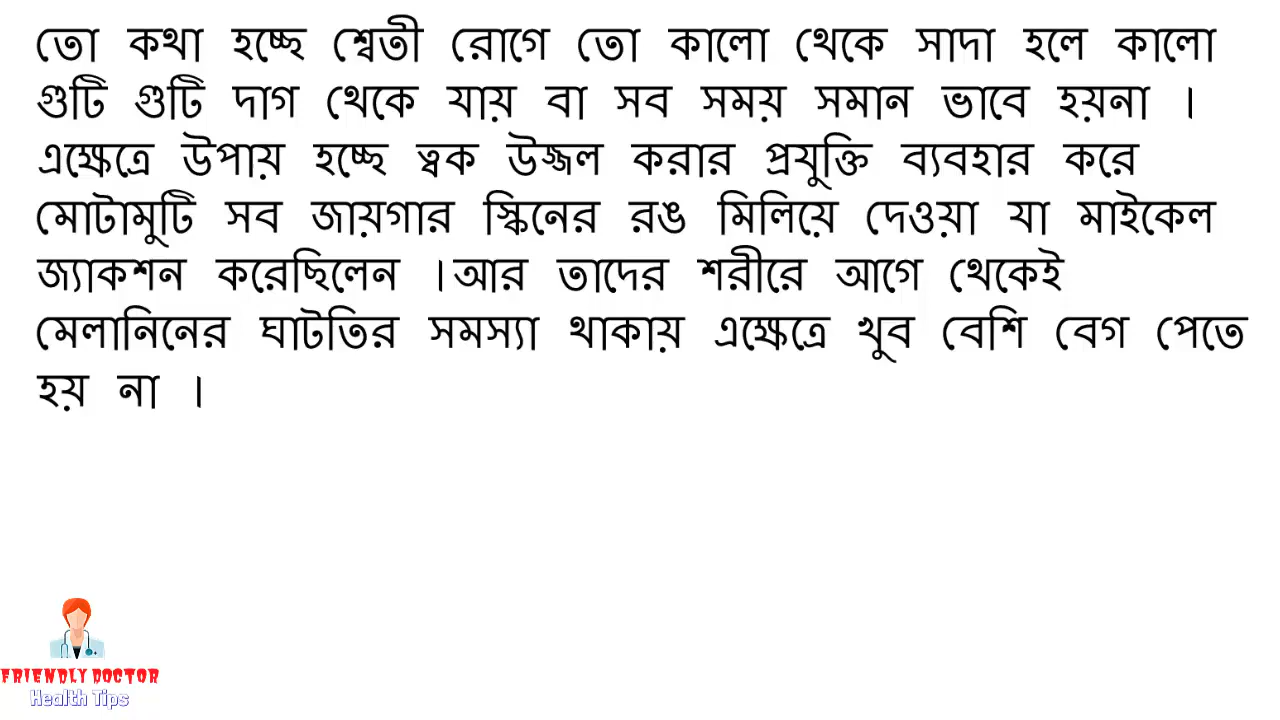 তো কথা হচ্ছে শ্বেতী রোগে তো কালো থেকে সাদা হলে কালো
গুটি গুটি দাগ থেকে যায় বা সব সময় সমান ভাবে হয়না ।
এক্ষেত্রে উপায় হচ্ছে ত্বক উজ্জল করার প্রযুক্তি ব্যবহার করে
মোটামুটি সব জায়গার স্কিনের রঙ মিলিয়ে দেওয়া যা মাইকেল
জ্যাকশন করেছিলেন ।আর তাদের শরীরে আগে থেকেই
মেলানিনের ঘাটতির সমস্যা থাকায় এক্ষেত্রে খুব বেশি বেগ পেতে
হয় না ।
FRIENDLY DOCTOR
Health Tips